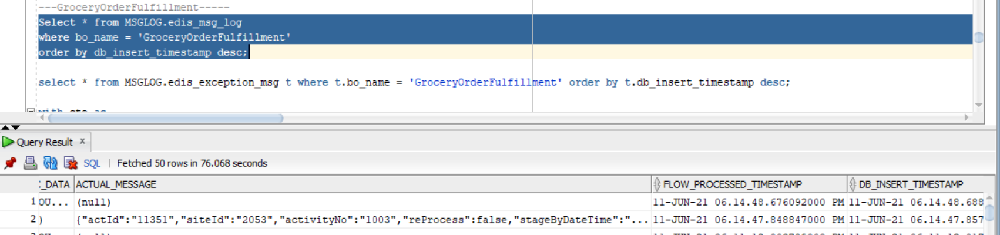 ---GroceryOrderFulfillment-----
Select * from MSGLOG.edis_msg_log
where bo_name = 'GroceryOrderFulfillment'
order by db_insert_timestamp desc;
select * from MSGLOG.edis_exception_msg t where t.bo_name = 'GroceryOrderFulfillment' order by t.db_insert_timestamp desc;
Query Result x
SQL | Fetched 50 rows in 76.068 seconds
_DATA ACTUAL_MESSAGE FLOW_PROCESSED_TIMESTAMP DB_INSERT_TIMESTAMP
1 OU... (null) 11-JUN-21 06.14.48.676092000 PM 11-JUN-21 06.14.48.688
2 ) {"actId":"11351","siteId":"2053","activityNo":"1003","reProcess":false,"stageByDateTime":"... 11-JUN-21 06.14.47.848847000 PM 11-JUN-21 06.14.47.857